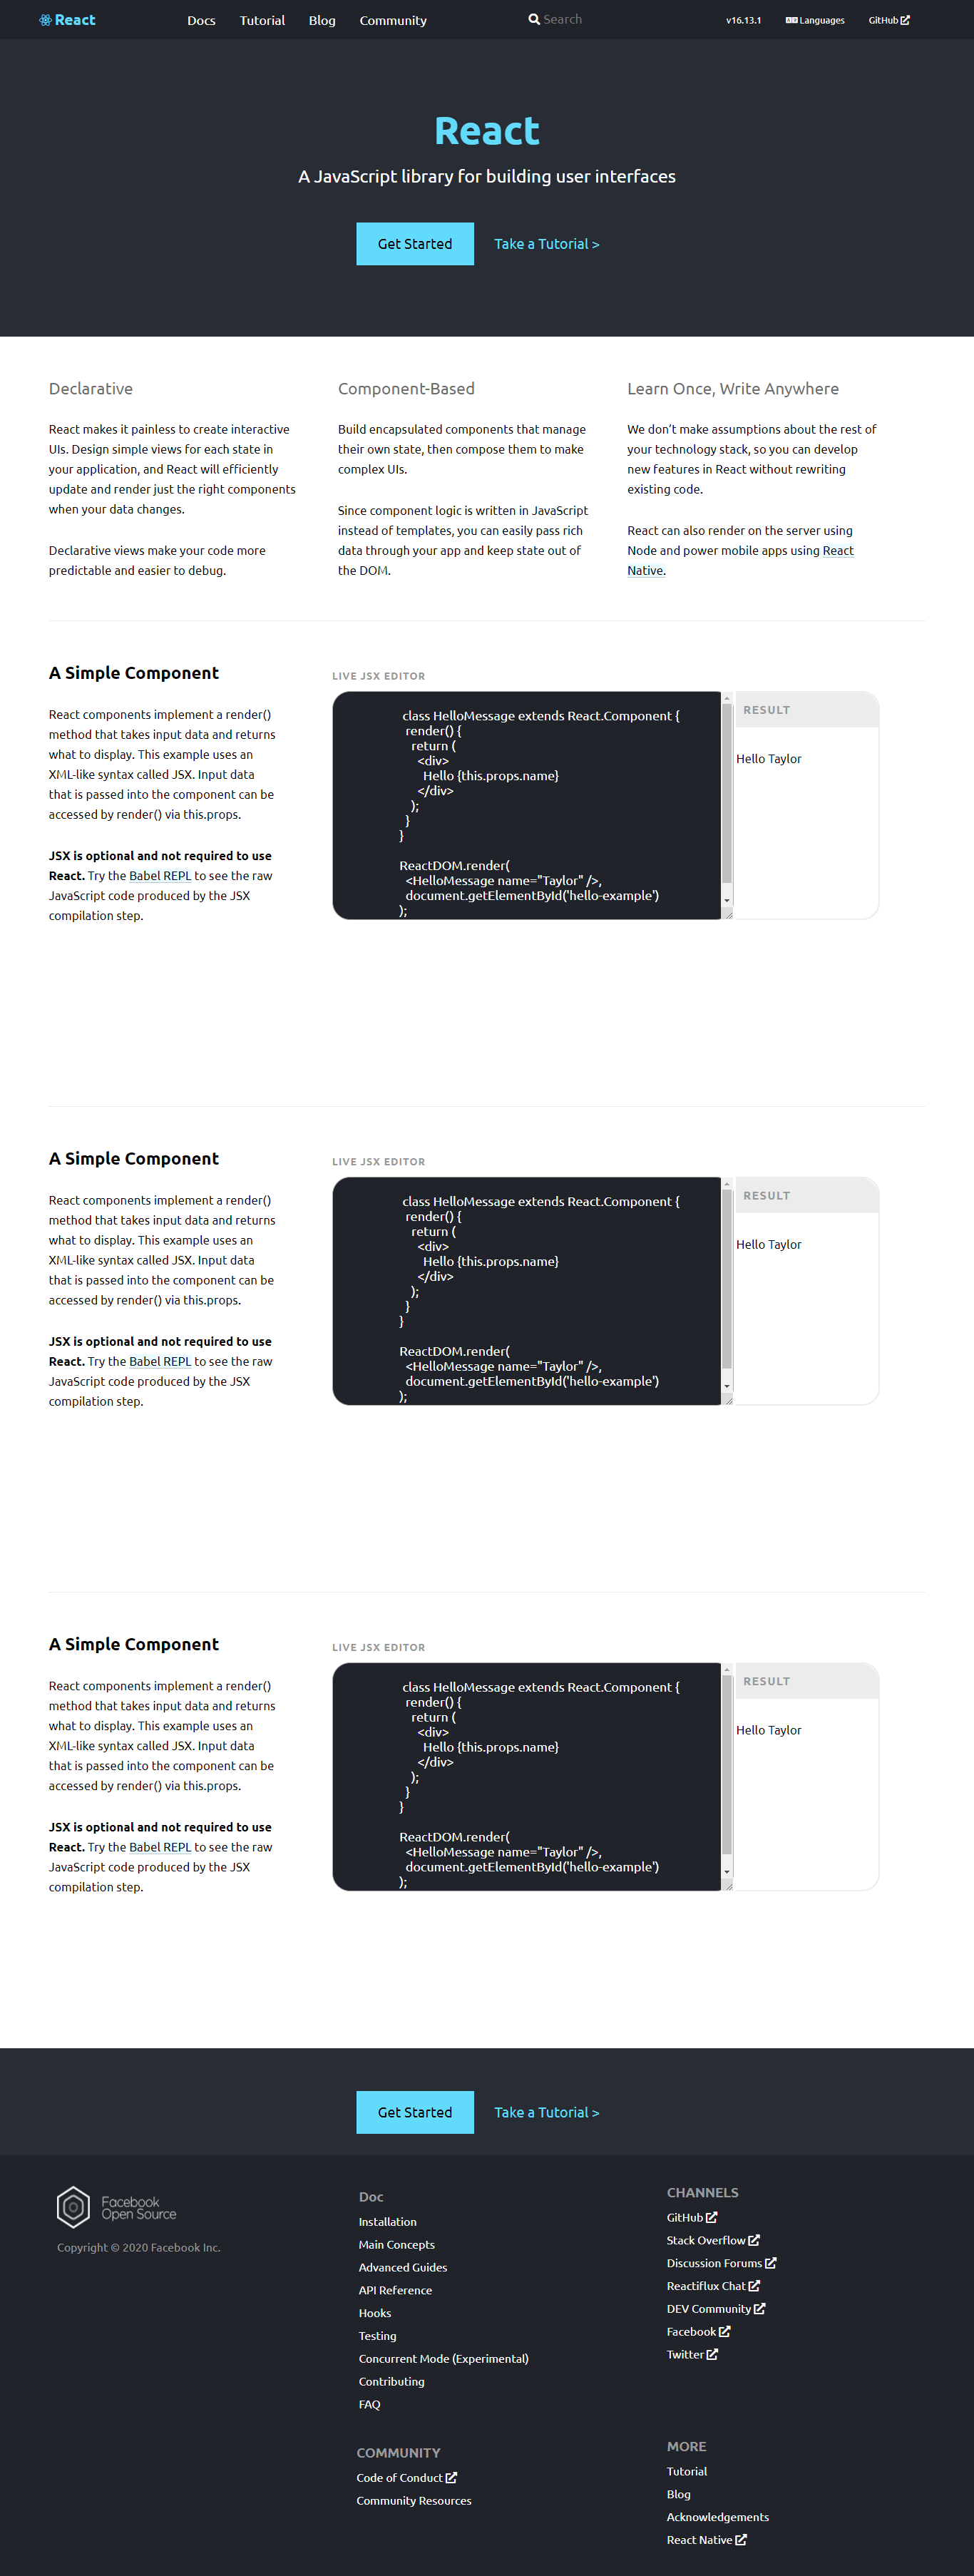 React
Docs
Tutorial
Blog
Community
Search
v16.13.1
Languages
GitHub
React
A JavaScript library for building user interfaces
Get Started
Take a Tutorial >
Declarative
React makes it painless to create interactive
UIs. Design simple views for each state in
your application, and React will efficiently
update and render just the right components
when your data changes.
Declarative views make your code more
predictable and easier to debug.
Component-Based
Build encapsulated components that manage
their own state, then compose them to make
complex UIs.
Since component logic is written in JavaScript
instead of templates, you can easily pass rich
data through your app and keep state out of
the DOM.
Learn Once, Write Anywhere
We don't make assumptions about the rest of
your technology stack, so you can develop
new features in React without rewriting
existing code.
React can also render on the server using
Node and power mobile apps using React
Native.
A Simple Component
React components implement a render()
method that takes input data and returns
what to display. This example uses an
XML-like syntax called JSX. Input data
that is passed into the component can be
accessed by render() via this.props.
JSX is optional and not required to use
React. Try the Babel REPL to see the raw
JavaScript code produced by the JSX
compilation step.
LIVE JSX EDITOR
class HelloMessage extends React.Component {
render() {
return (
<div>
Hello {this.props.name}
</div>
);
}
}
ReactDOM.render(
<HelloMessage name="Taylor" />,
document.getElementById('hello-example')
);
RESULT
Hello Taylor
A Simple Component
React components implement a render()
method that takes input data and returns
what to display. This example uses an
XML-like syntax called JSX. Input data
that is passed into the component can be
accessed by render() via this.props.
JSX is optional and not required to use
React. Try the Babel REPL to see the raw
JavaScript code produced by the JSX
compilation step.
LIVE JSX EDITOR
class HelloMessage extends React.Component {
render() {
return (
<div>
Hello {this.props.name}
</div>
);
}
}
ReactDOM.render(
<HelloMessage name="Taylor" />,
document.getElementById('hello-example')
);
RESULT
Hello Taylor
A Simple Component
React components implement a render()
method that takes input data and returns
what to display. This example uses an
XML-like syntax called JSX. Input data
that is passed into the component can be
accessed by render() via this.props.
JSX is optional and not required to use
React. Try the Babel REPL to see the raw
JavaScript code produced by the JSX
compilation step.
LIVE JSX EDITOR
class HelloMessage extends React.Component {
render() {
return (
<div>
Hello {this.props.name}
</div>
);
}
}
ReactDOM.render(
<HelloMessage name="Taylor" />,
document.getElementById('hello-example')
);
RESULT
Hello Taylor
Get Started
Take a Tutorial >
Facebook
Open Source
Copyright © 2020 Facebook Inc.
Doc
Installation
Main Concepts
Advanced Guides
API Reference
Hooks
Testing
Concurrent Mode (Experimental)
Contributing
FAQ
CHANNELS
GitHub
Stack Overflow
Discussion Forums
Reactiflux Chat
DEV Community
Facebook
Twitter
COMMUNITY
Code of Conduct
Community Resources
MORE
Tutorial
Blog
Acknowledgements
React Native